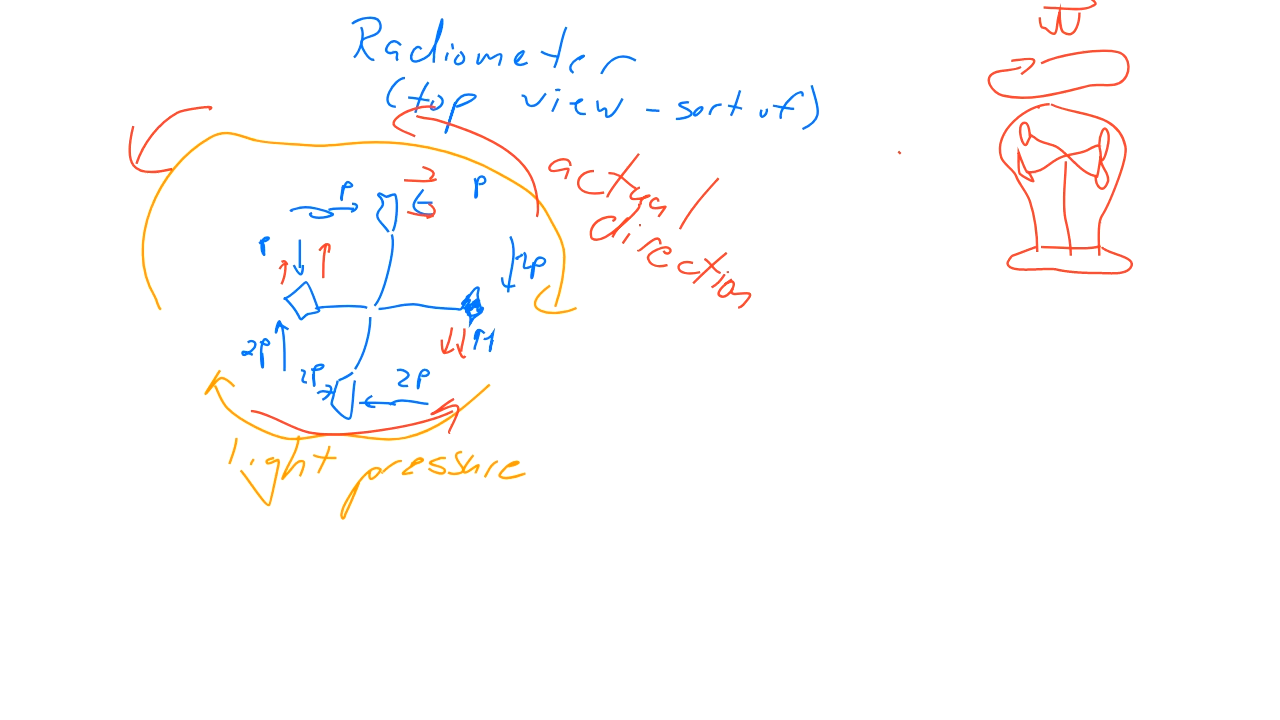 Radiometer
(top view - sort of)
actual
direction
P
P
P
2P
2P
2P
2P
light pressure